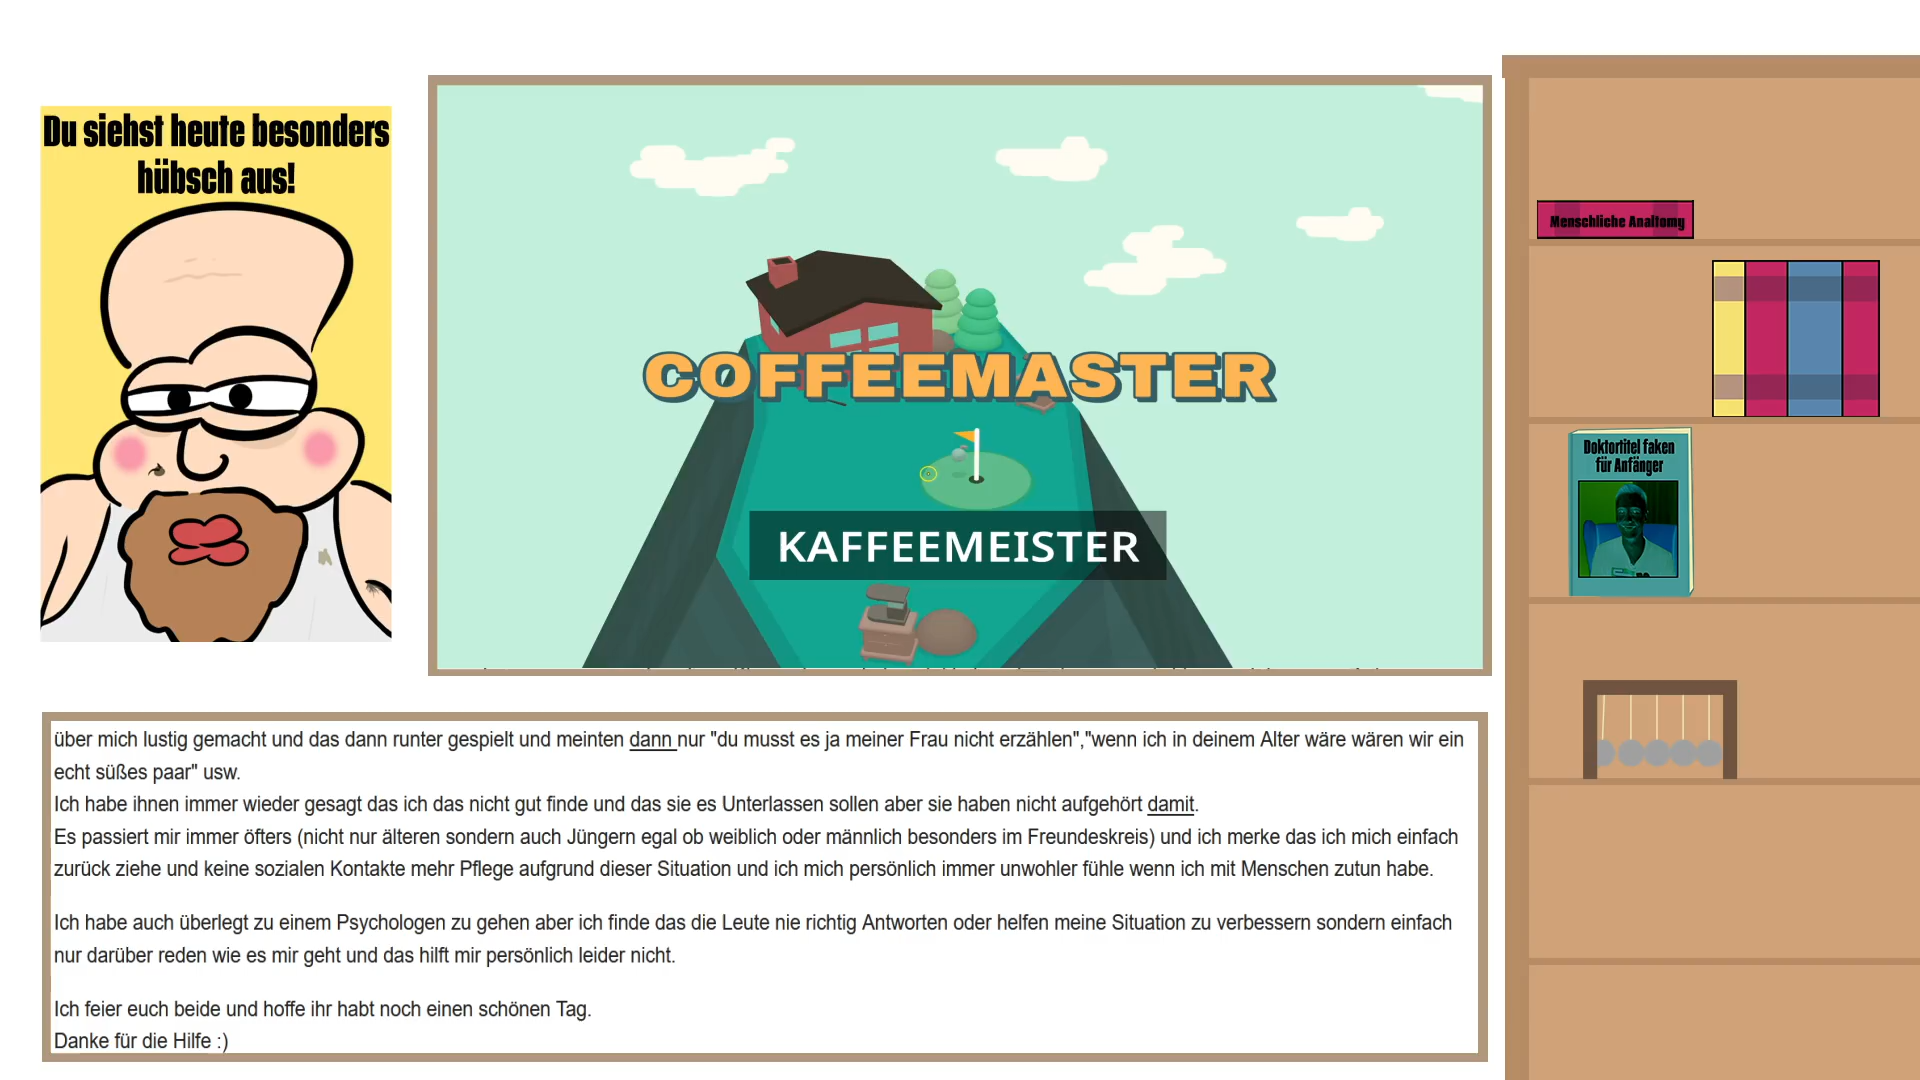 Du siehst heute besonders
hübsch aus!
COFFEEMASTER
KAFFEEMEISTER
Menschliche Anaitomy
Doktortitel faken
für Anfänger
über mich lustig gemacht und das dann runter gespielt und meinten dann nur "du musst es ja meiner Frau nicht erzählen","wenn ich in deinem Alter wäre wären wir ein
echt süßes paar" usw.
Ich habe ihnen immer wieder gesagt das ich das nicht gut finde und das sie es Unterlassen sollen aber sie haben nicht aufgehört damit.
Es passiert mir immer öfters (nicht nur älteren sondern auch Jüngern egal ob weiblich oder männlich besonders im Freundeskreis) und ich merke das ich mich einfach
zurück ziehe und keine sozialen Kontakte mehr Pflege aufgrund dieser Situation und ich mich persönlich immer unwohler fühle wenn ich mit Menschen zutun habe.
Ich habe auch überlegt zu einem Psychologen zu gehen aber ich finde das die Leute nie richtig Antworten oder helfen meine Situation zu verbessern sondern einfach
nur darüber reden wie es mir geht und das hilft mir persönlich leider nicht.
Ich feier euch beide und hoffe ihr habt noch einen schönen Tag.
Danke für die Hilfe :)